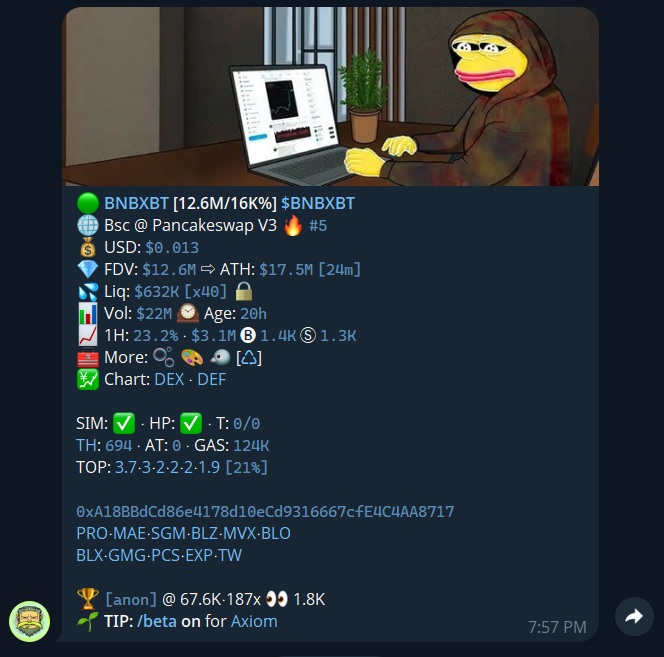 BNBXBT [12.6M/16K%] $BNBXBT
Bsc @ Pancakeswap V3 🔥 #5
USD: $0.013
FDV: $12.6M ⇨ ATH: $17.5M [24m]
Liq: $632K [x40] 🔒
Vol: $22M 🕰️ Age: 20h
1H: 23.2% · $3.1M Ⓑ 1.4K Ⓢ 1.3K
More: 🫧 🎨 [♺]
Chart: DEX · DEF
SIM: ✅ · HP: ✅ · T: 0/0
TH: 694 · AT: 0 · GAS: 124K
TOP: 3.7·3·2·2·2·1.9 [21%]
0xA18BBdCd86e4178d10eCd9316667cfE4C4AA8717
PRO·MAE·SGM·BLZ·MVX·BLO
BLX·GMG·PCS·EXP·TW
🏆 [anon] @ 67.6K·187x 👀 1.8K
🌱 TIP: /beta on for Axiom
7:57 PM